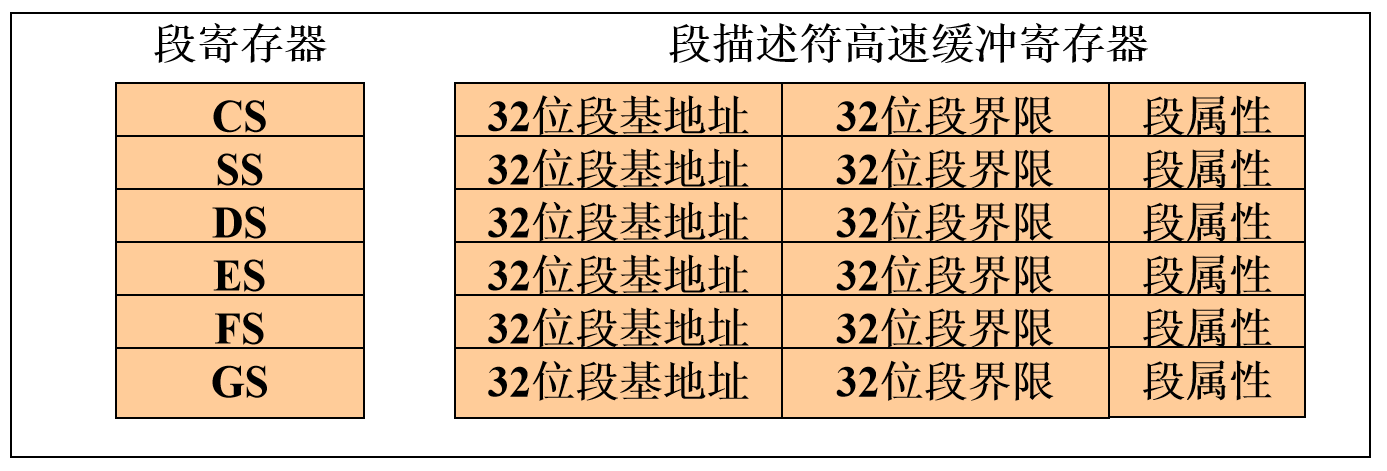 段寄存器 段描述符高速缓冲寄存器
CS 32位段基地址 32位段界限 段属性
SS 32位段基地址 32位段界限 段属性
DS 32位段基地址 32位段界限 段属性
ES 32位段基地址 32位段界限 段属性
FS 32位段基地址 32位段界限 段属性
GS 32位段基地址 32位段界限 段属性